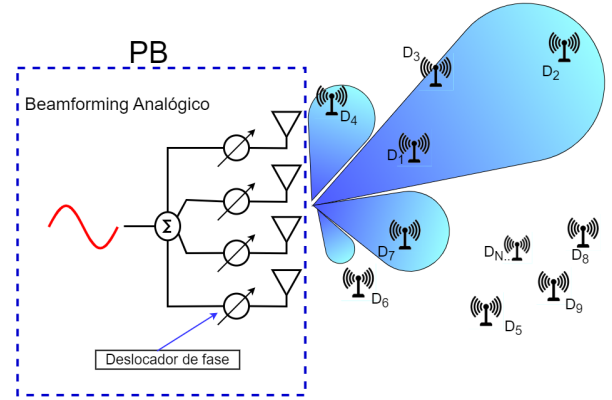 PB
Beamforming Analógico
Σ
Deslocador de fase
D3
D2
D4
D1
D7
DN..
D8
D6
D9
D5